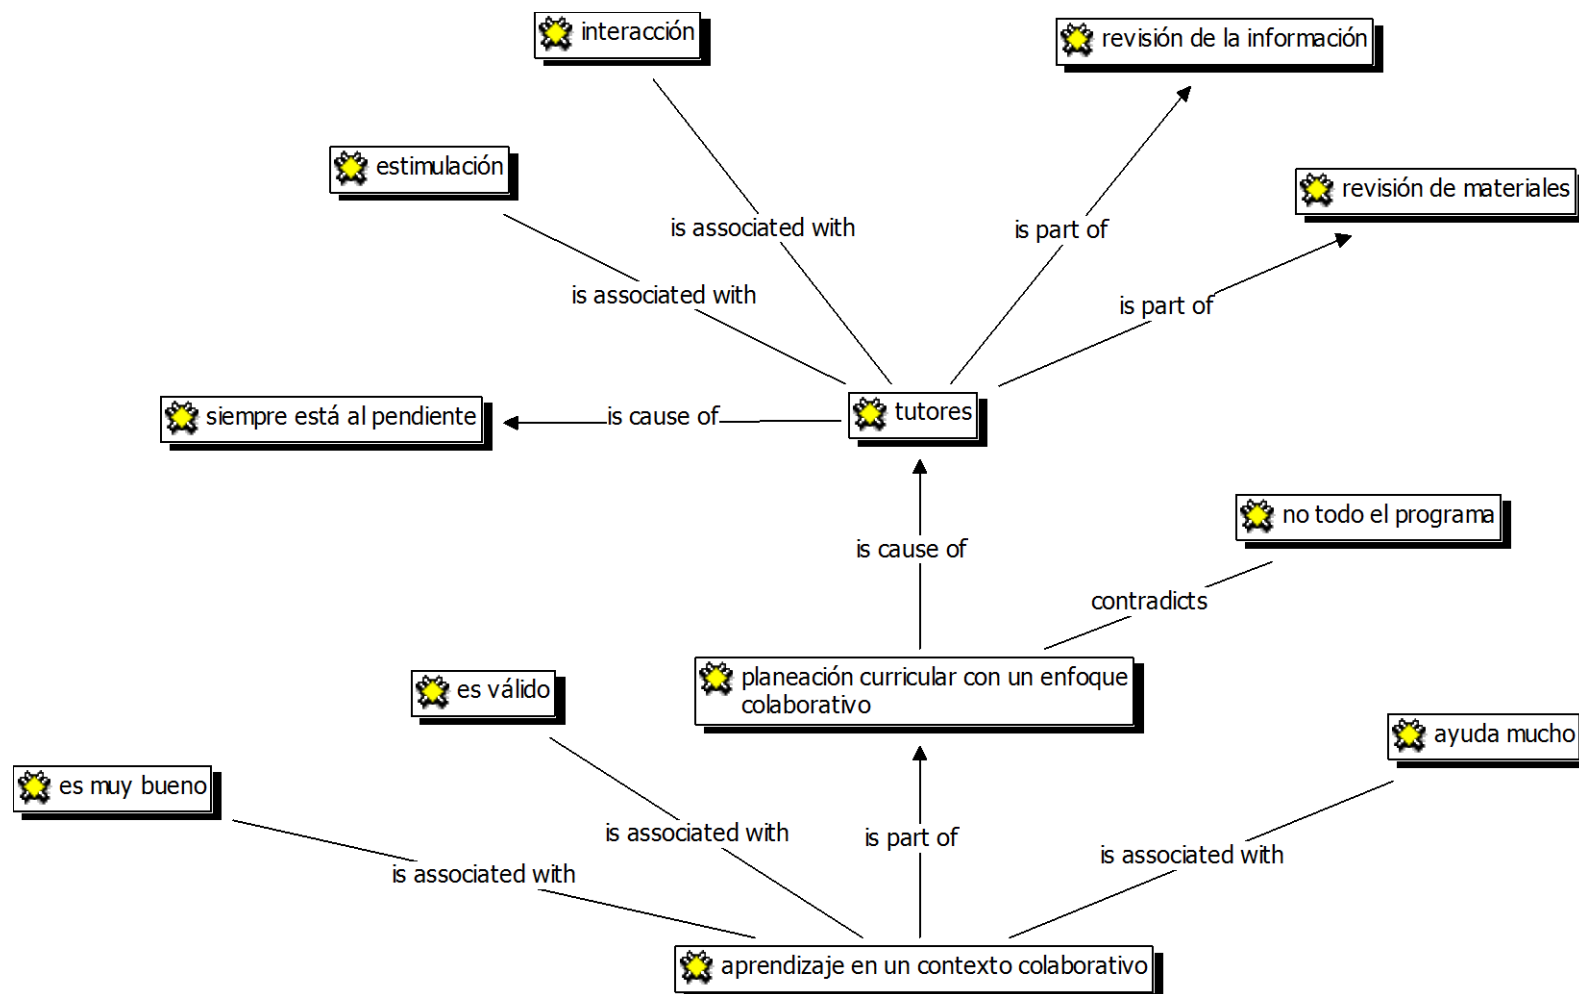 interacción
revisión de la información
estimulación
revisión de materiales
is associated with
is part of
is associated with
is part of
siempre está al pendiente
is cause of
tutores
no todo el programa
is cause of
contradicts
planeación curricular con un enfoque
colaborativo
es válido
ayuda mucho
es muy bueno
is associated with
is part of
is associated with
is associated with
aprendizaje en un contexto colaborativo